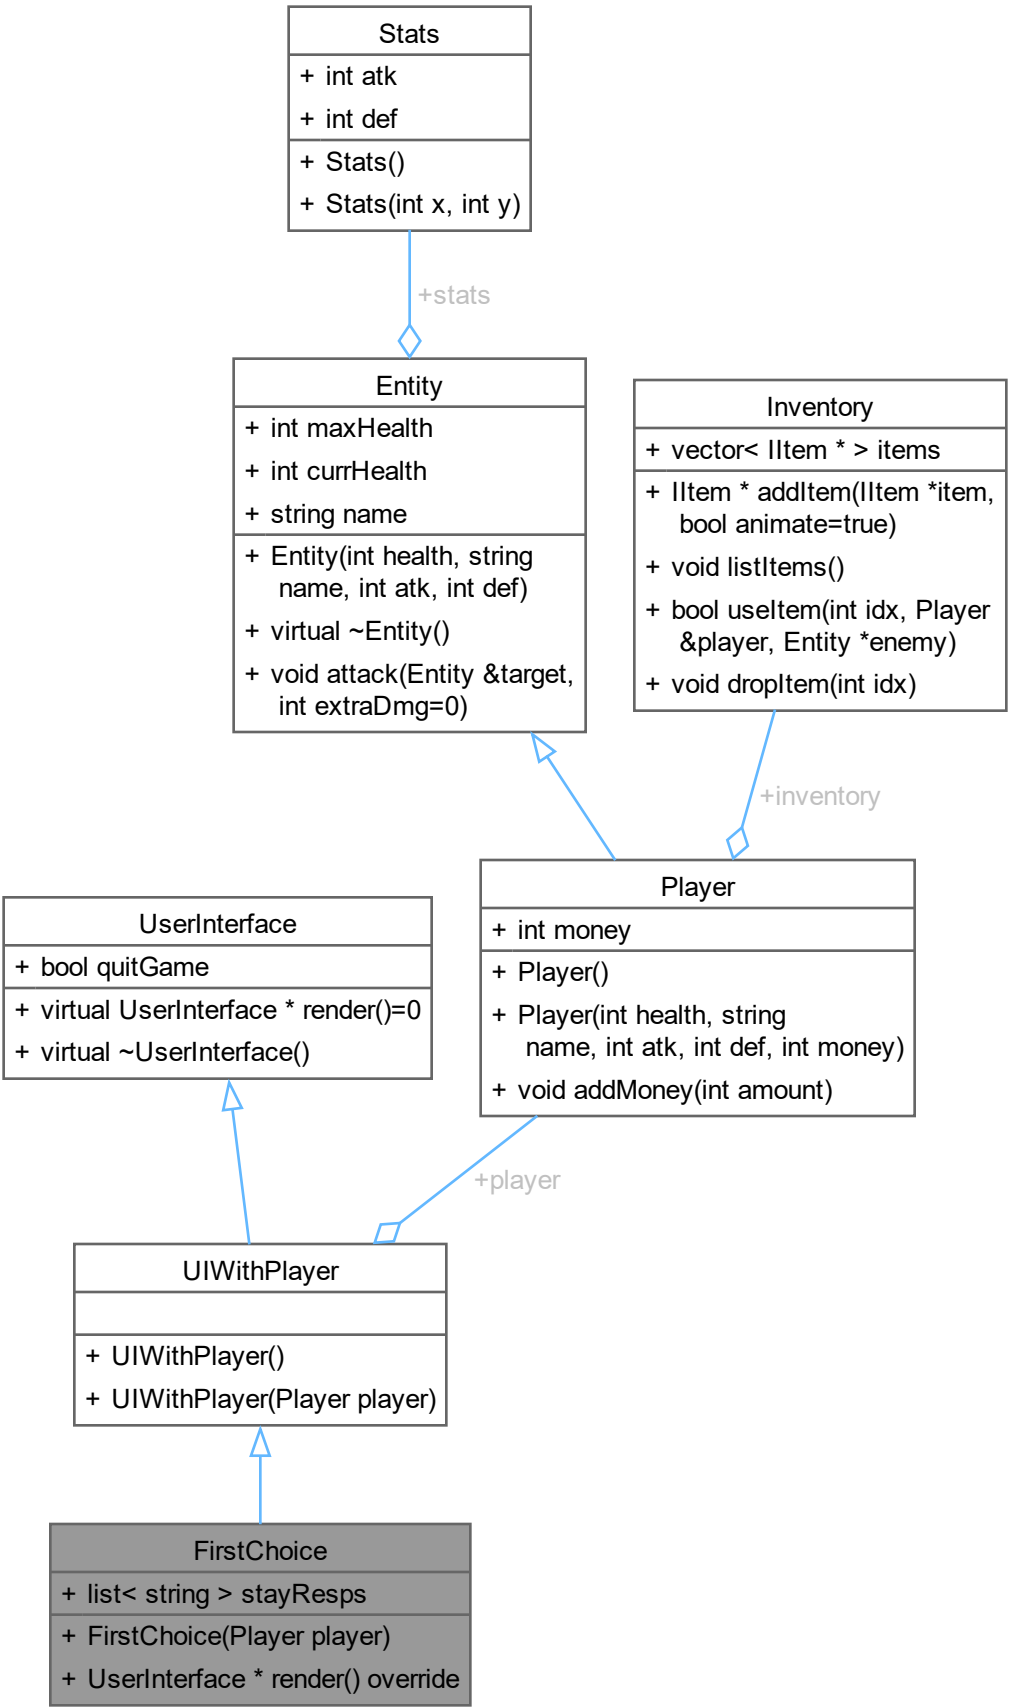 Stats
+ int atk
+ int def
+ Stats()
+ Stats(int x, int y)
+stats
Entity
+ int maxHealth
+ int currHealth
+ string name
+ Entity(int health, string
name, int atk, int def)
+ virtual ~Entity()
+ void attack(Entity &target,
int extraDmg=0)
Inventory
+ vector< IItem * > items
+ IItem * addItem(IItem *item,
bool animate=true)
+ void listItems()
+ bool useItem(int idx, Player
&player, Entity *enemy)
+ void dropItem(int idx)
+inventory
Player
+ int money
+ Player()
+ Player(int health, string
name, int atk, int def, int money)
+ void addMoney(int amount)
UserInterface
+ bool quitGame
+ virtual UserInterface * render()=0
+ virtual ~UserInterface()
+player
UIWithPlayer
+ UIWithPlayer()
+ UIWithPlayer(Player player)
FirstChoice
+ list< string > stayResps
+ FirstChoice(Player player)
+ UserInterface * render() override